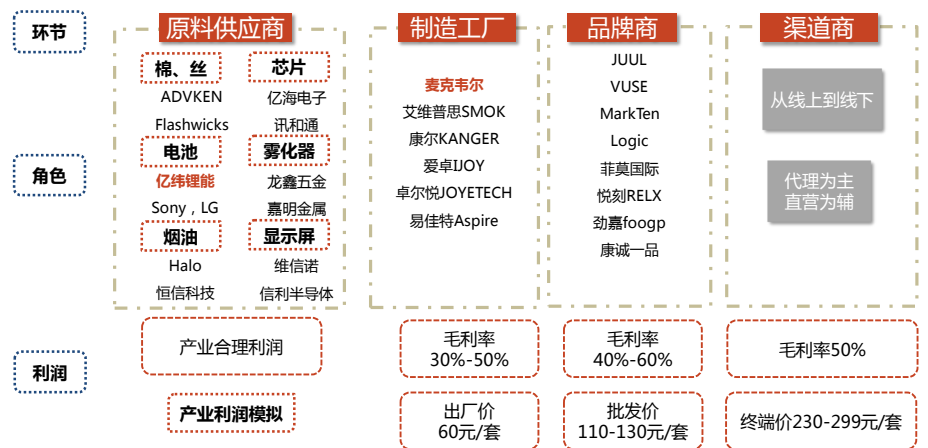 环节
原料供应商
制造工厂
品牌商
渠道商
角色
棉、丝
芯片
ADVKEN
亿海电子
Flashwicks
讯和通
电池
雾化器
亿纬锂能
龙鑫五金
Sony，LG
嘉明金属
烟油
显示屏
Halo
维信诺
恒信科技
信利半导体
麦克韦尔
艾维普思SMOK
康尔KANGER
爱卓IJOY
卓尔悦JOYETECH
易佳特Aspire
JUUL
VUSE
MarkTen
Logic
菲莫国际
悦刻RELX
劲嘉foogp
康诚一品
从线上到线下
代理为主
直营为辅
利润
产业合理利润
毛利率
30%-50%
毛利率
40%-60%
毛利率50%
产业利润模拟
出厂价
60元/套
批发价
110-130元/套
终端价230-299元/套